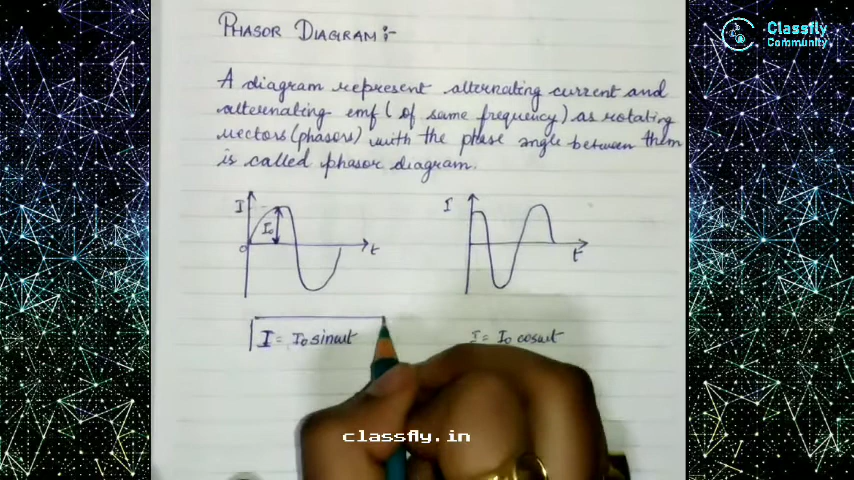 PHASOR DIAGRAM:-
Classfly
Community
A diagram represent alternating current and
alternating emf ( of same frequency) as rotating
vectors (phasors) with the phase angle between them
is called phasor diagram.
I
I₀
0
t
I
t
I = I₀ sinωt
I = I₀ cosωt
classfly.in